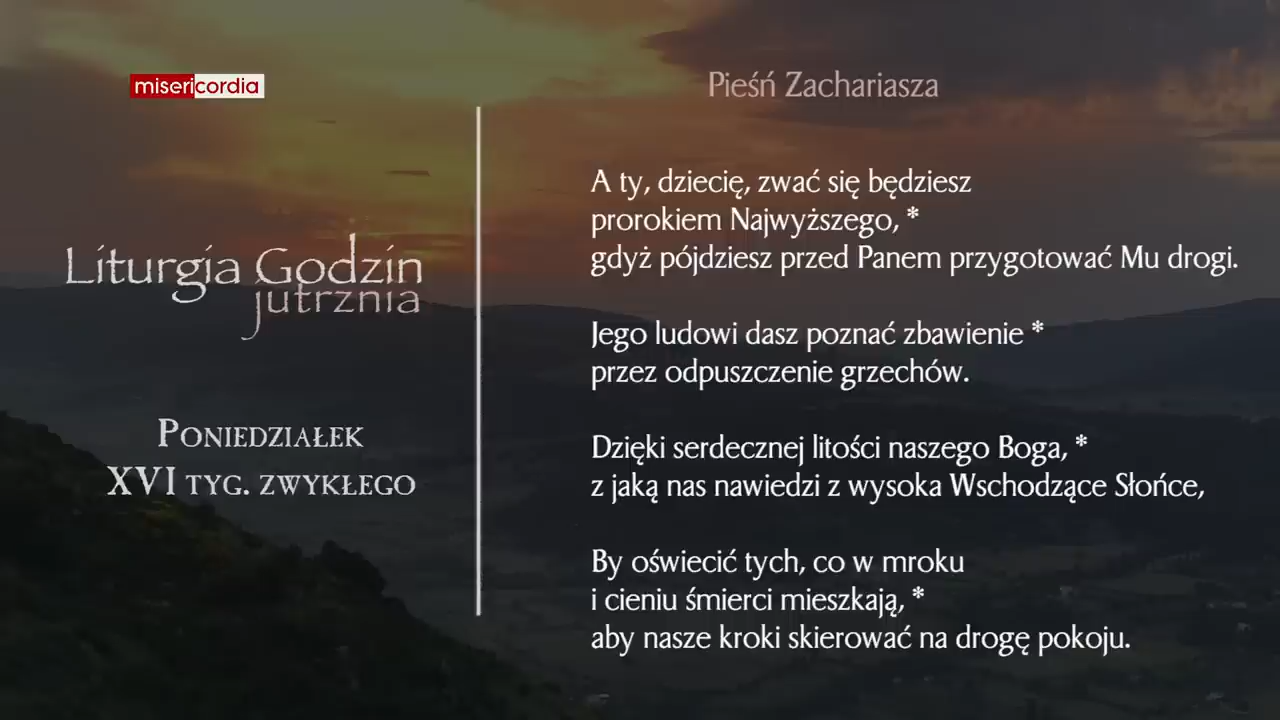 misericordia
Liturgia Godzin
jutrznia
Poniedziałek
XVI tyg. zwykłego
Pieśń Zachariasza
A ty, dziecię, zwać się będziesz
prorokiem Najwyższego, *
gdyż pójdziesz przed Panem przygotować Mu drogi.
Jego ludowi dasz poznać zbawienie *
przez odpuszczenie grzechów.
Dzięki serdecznej litości naszego Boga, *
z jaką nas nawiedzi z wysoka Wschodzące Słońce,
By oświecić tych, co w mroku
i cieniu śmierci mieszkają, *
aby nasze kroki skierować na drogę pokoju.